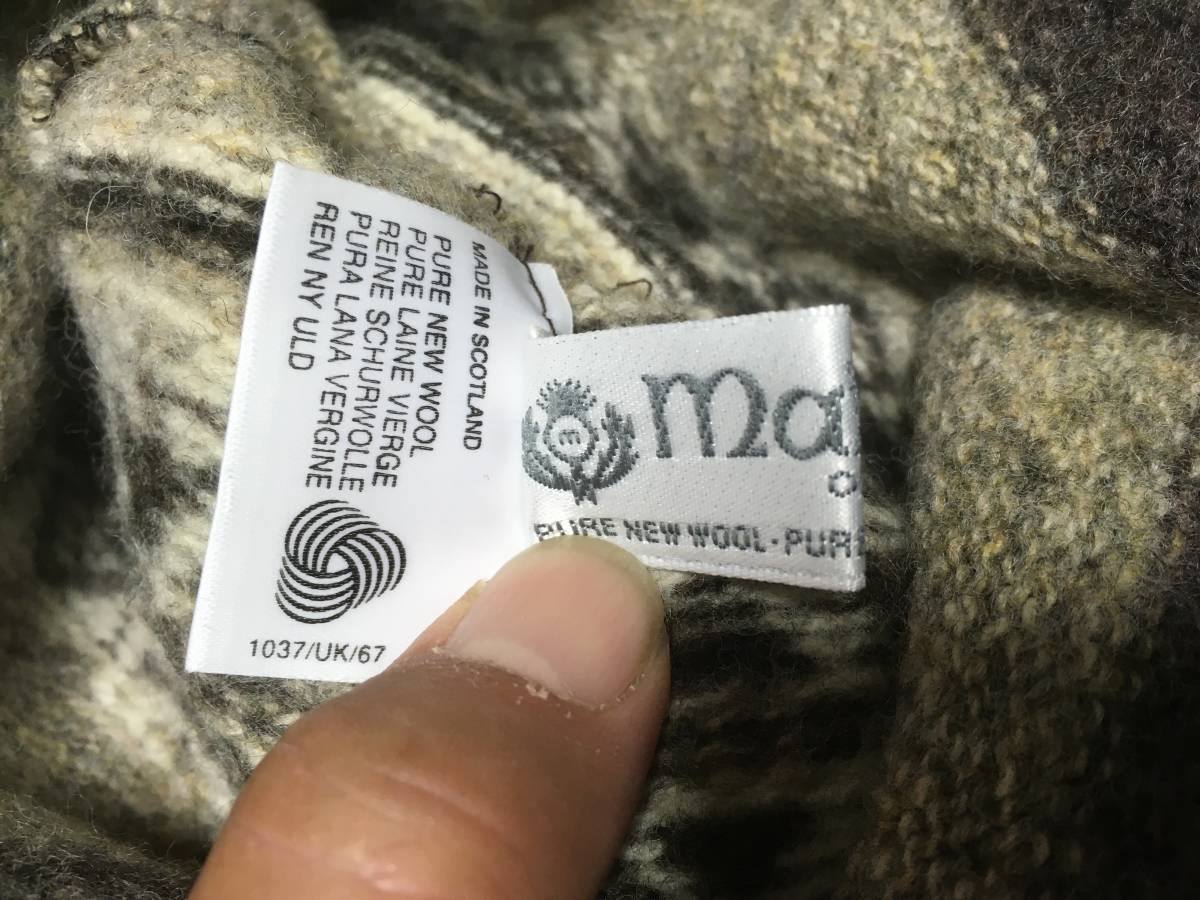 MADE IN SCOTLAND
PURE NEW WOOL
PURE LAINE VIERGE
REINE SCHURWOLLE
PURA LANA VERGINE
REN NY ULD
1037/UK/67
m
Ma
PURE NEW WOOL·PUR